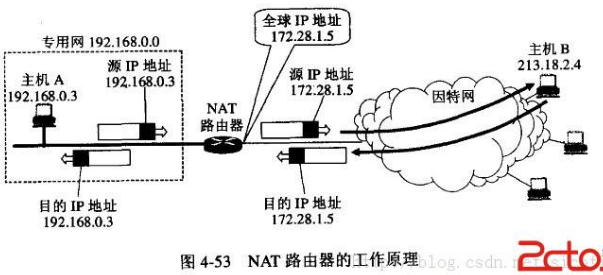 专用网 192.168.0.0
主机 A
192.168.0.3
源 IP 地址
192.168.0.3
目的 IP 地址
192.168.0.3
NAT
路由器
全球 IP 地址
172.28.1.5
源 IP 地址
172.28.1.5
目的 IP 地址
172.28.1.5
因特网
主机 B
213.18.2.4
图 4-53 NAT 路由器的工作原理
2cto